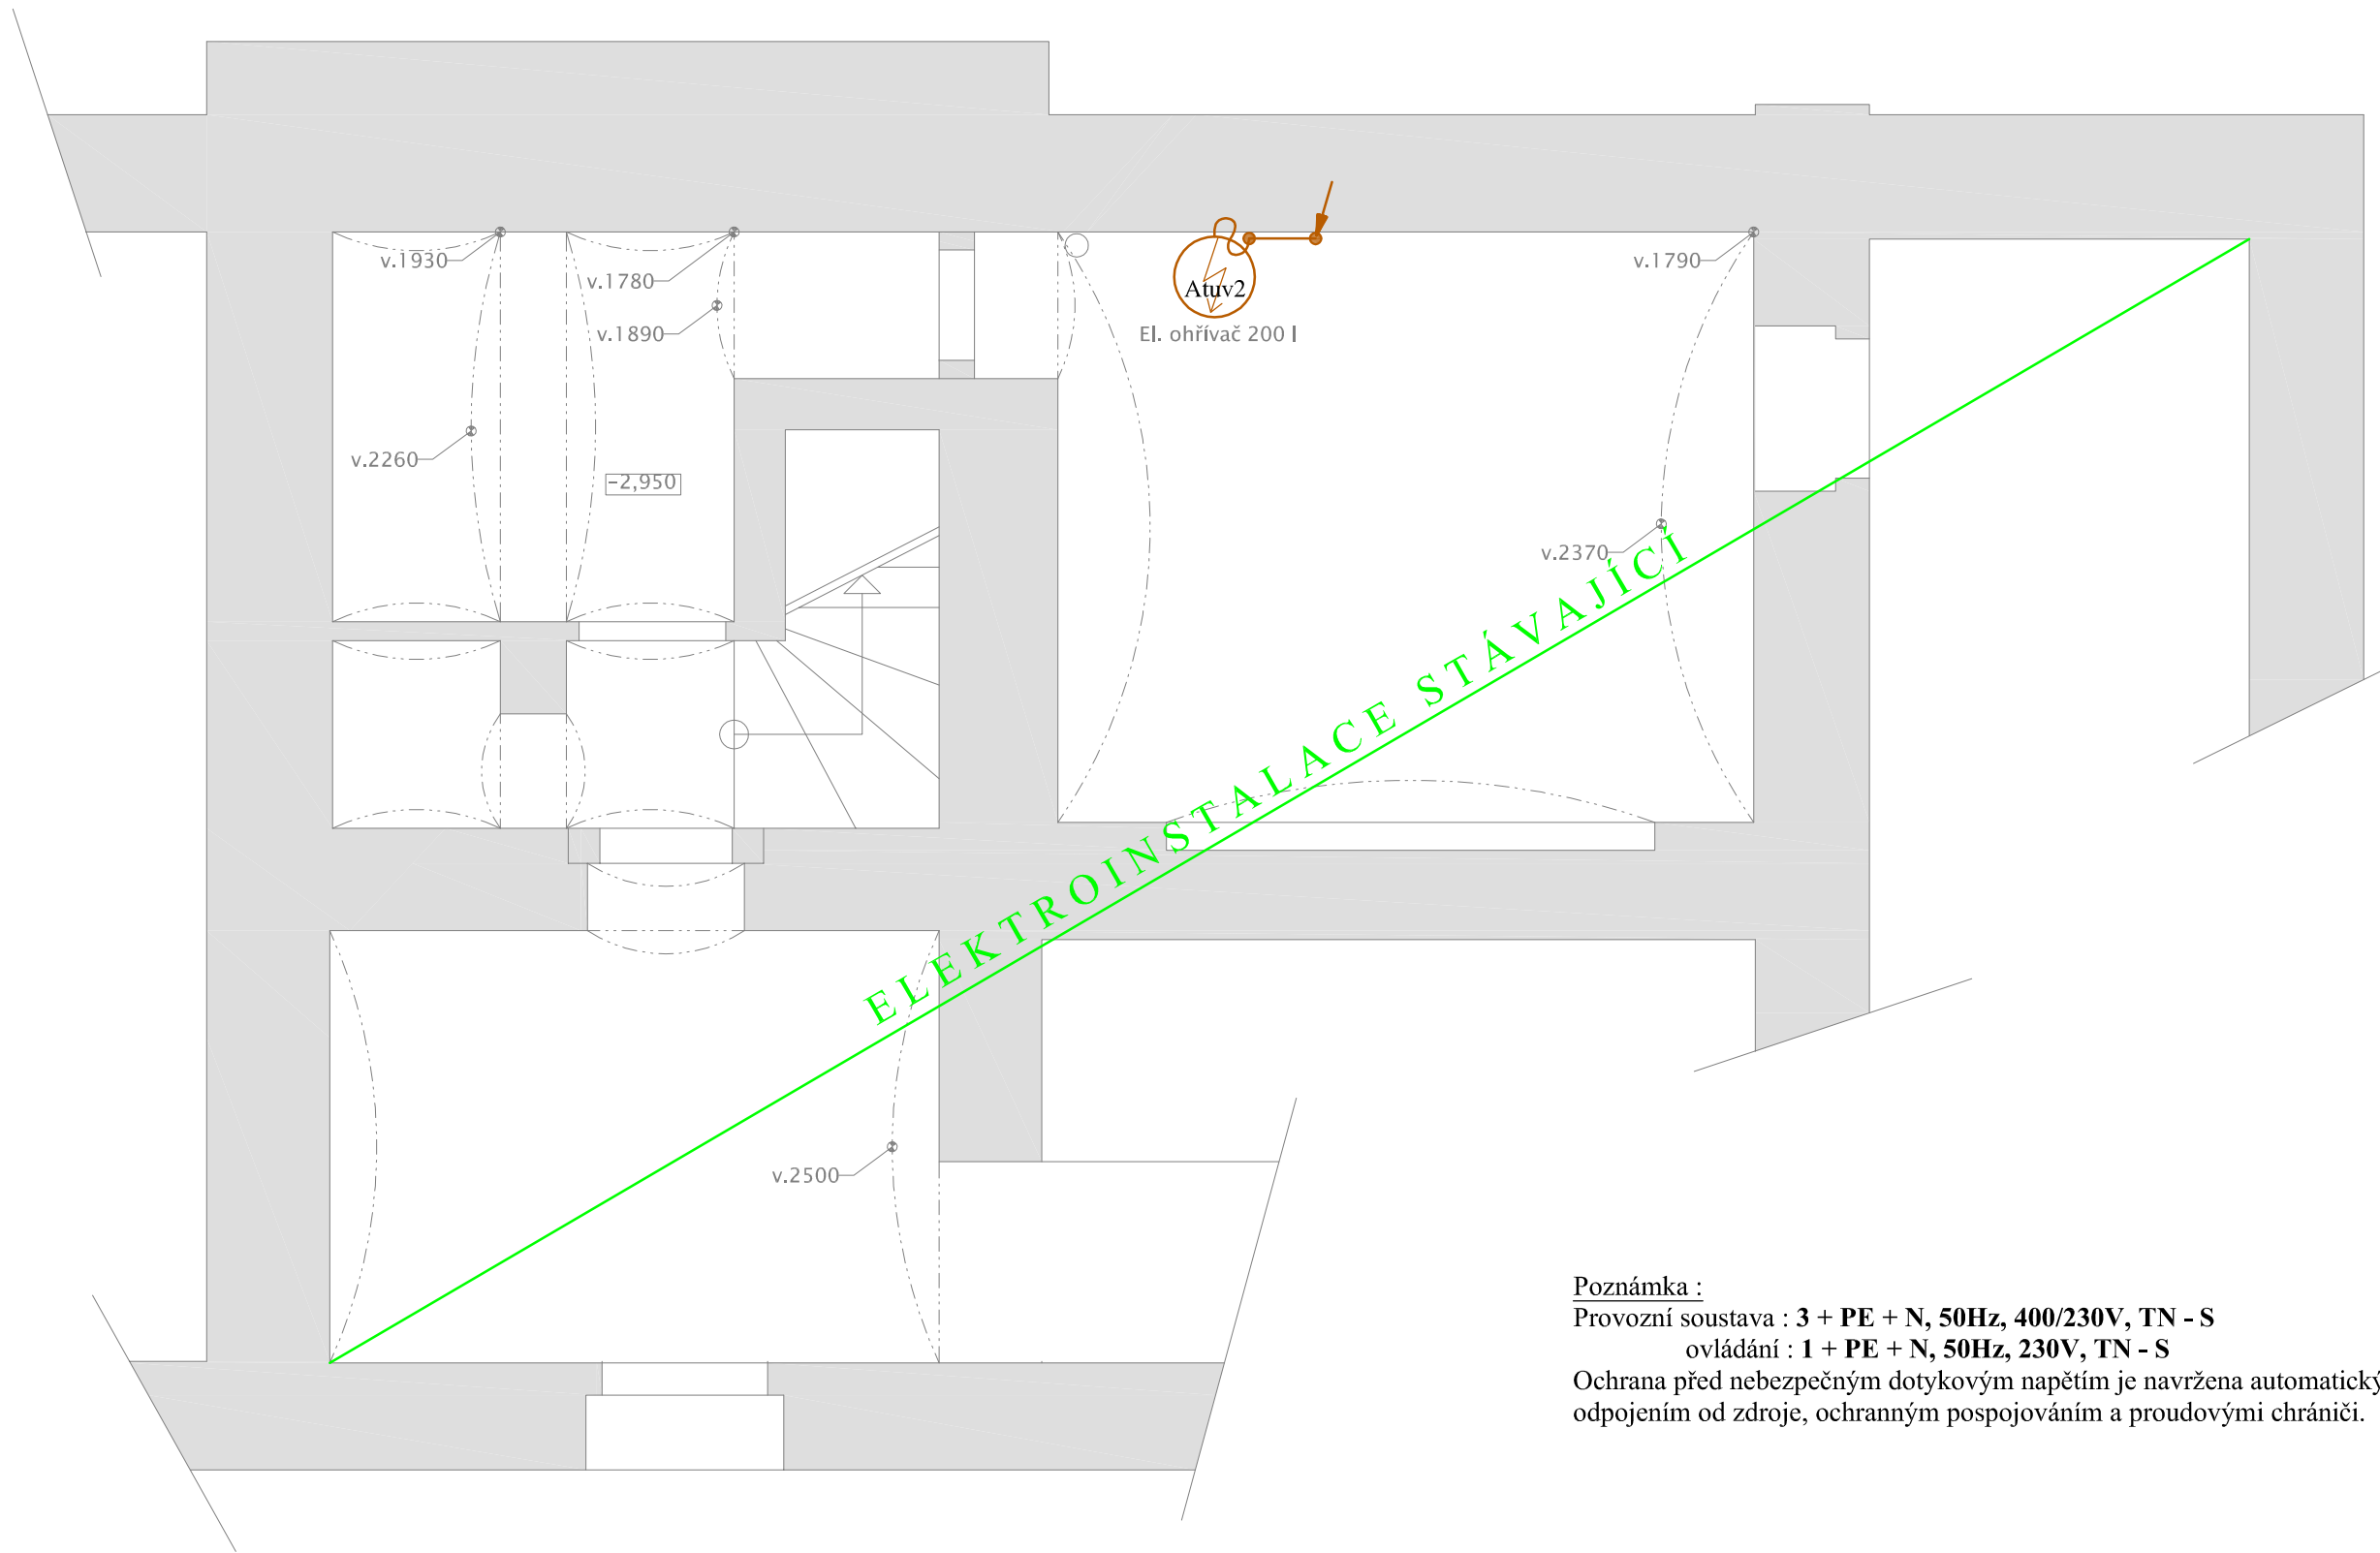 v.1930
v.1780
v.1890
v.2260
-2,950
Atuv2
El. ohřívač 200 l
v.1790
v.2370
ELEKTROINSTALACE STÁVAJÍCÍ
v.2500
Poznámka :
Provozní soustava : 3 + PE + N, 50Hz, 400/230V, TN - S
ovládání : 1 + PE + N, 50Hz, 230V, TN - S
Ochrana před nebezpečným dotykovým napětím je navržena automatický
odpojením od zdroje, ochranným pospojováním a proudovými chrániči.